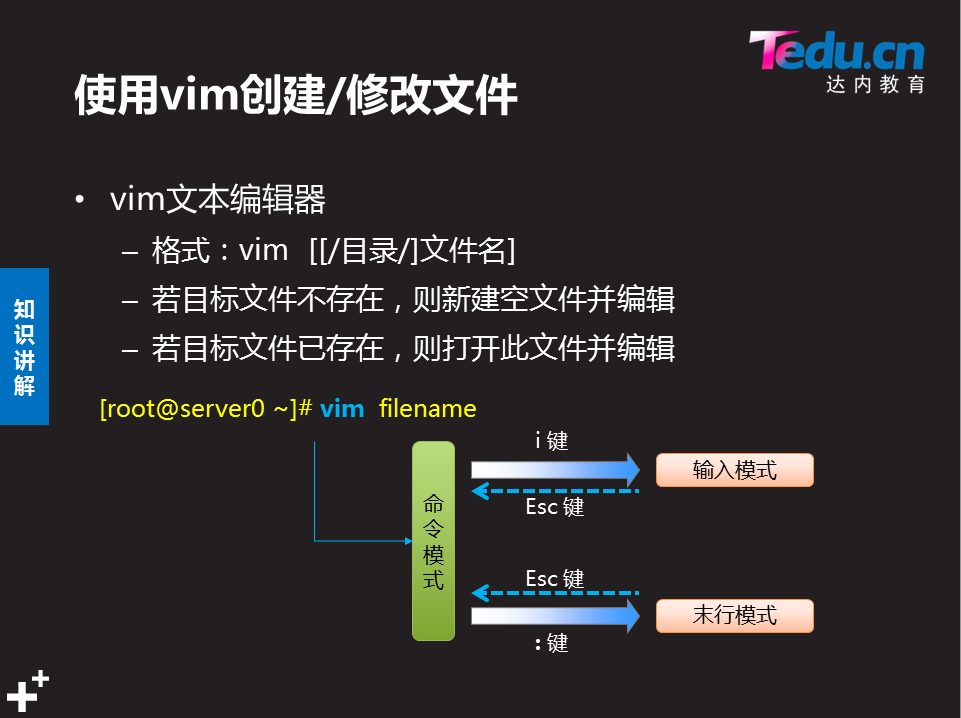 Tedu.cn
达内教育
使用vim创建/修改文件
• vim文本编辑器
– 格式：vim [[/目录/]文件名]
– 若目标文件不存在，则新建空文件并编辑
– 若目标文件已存在，则打开此文件并编辑
知识讲解
[root@server0 ~]# vim filename
命令模式
i 键
输入模式
Esc 键
Esc 键
末行模式
: 键